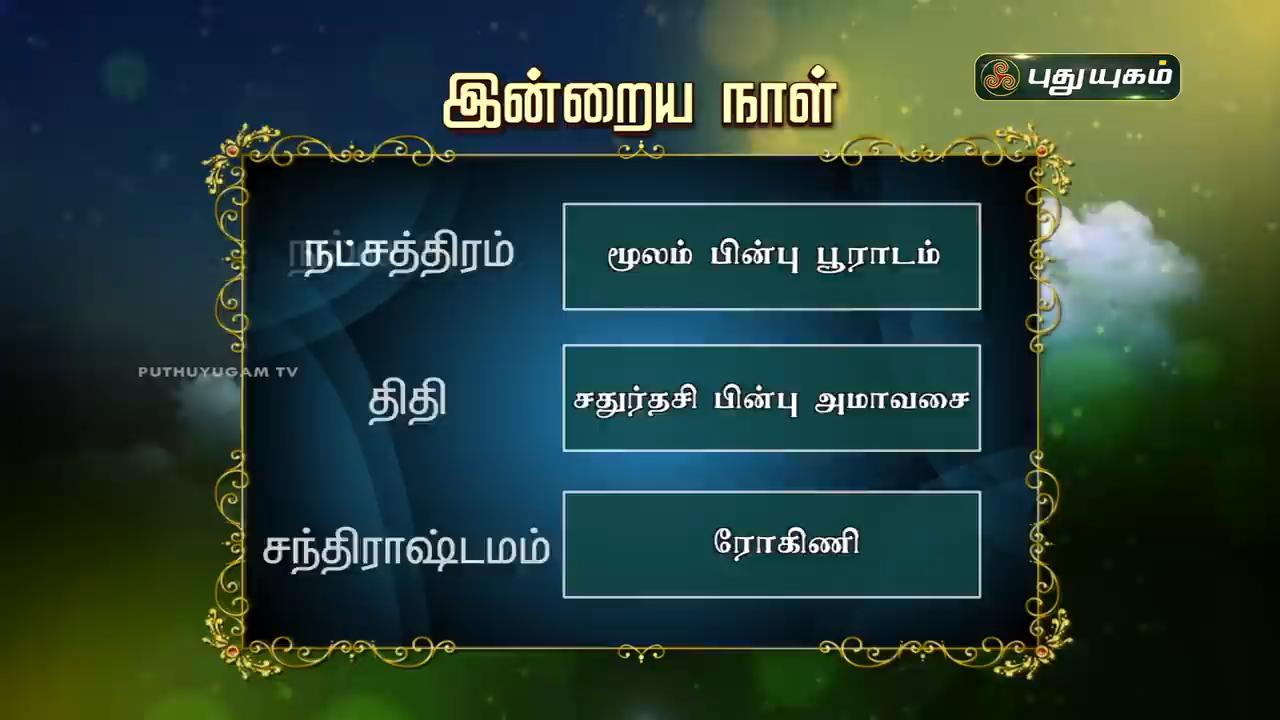 புதுயுகம்
இன்றைய நாள்
நட்சத்திரம்
மூலம் பின்பு பூராடம்
PUTHUYUGAM TV
திதி
சதுர்தசி பின்பு அமாவசை
சந்திராஷ்டமம்
ரோகிணி